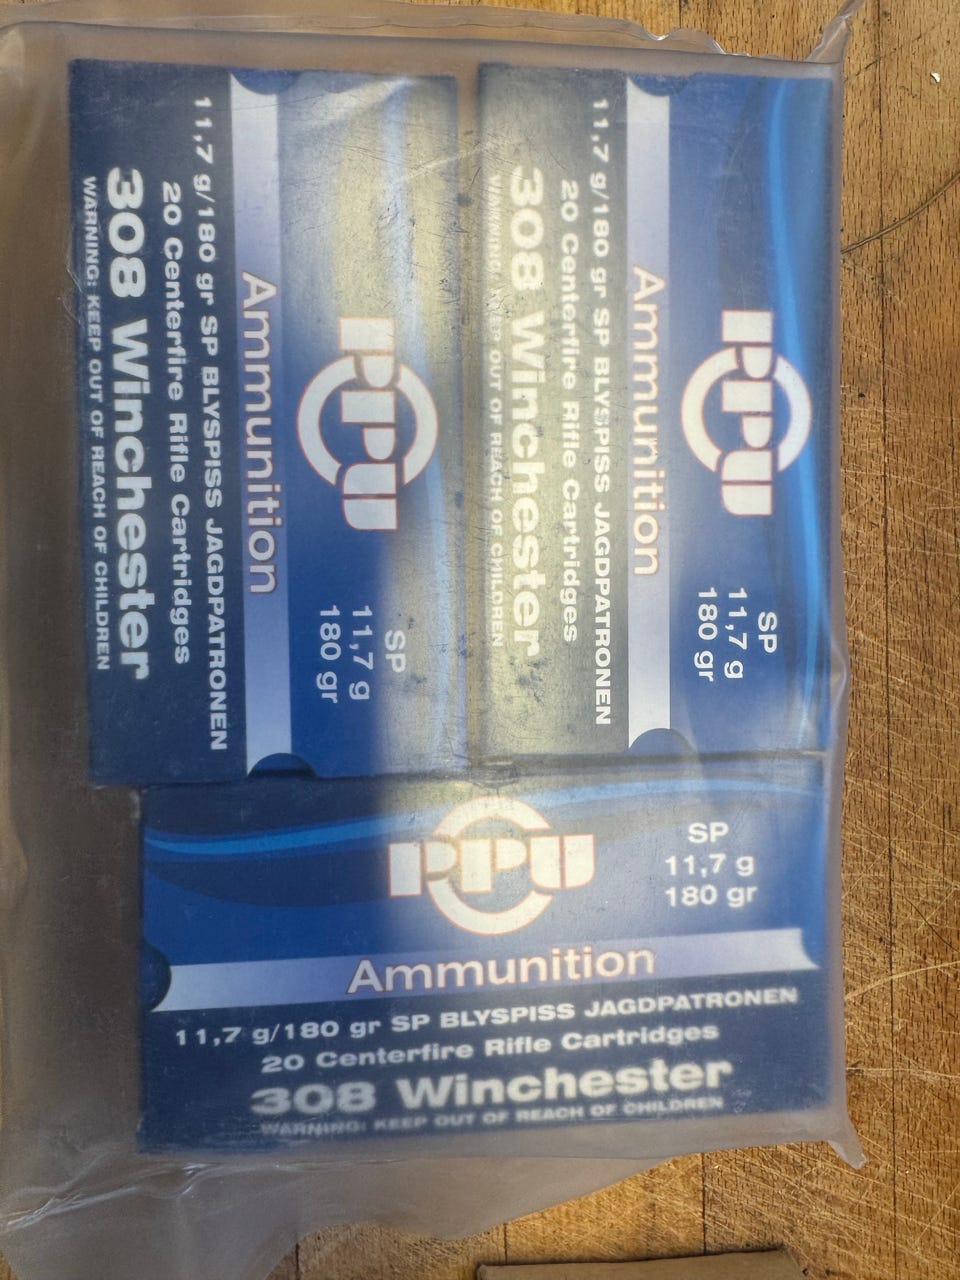 PPU
SP
11,7 g
180 gr
Ammunition
11,7 g/180 gr SP BLYSPISS JAGDPATRONEN
20 Centerfire Rifle Cartridges
308 Winchester
WARNING: KEEP OUT OF REACH OF CHILDREN
PPU
SP
11,7 g
180 gr
Ammunition
11,7 g/180 gr SP BLYSPISS JAGDPATRONEN
20 Centerfire Rifle Cartridges
308 Winchester
WARNING: KEEP OUT OF REACH OF CHILDREN
PPU
SP
11,7 g
180 gr
Ammunition
11,7 g/180 gr SP BLYSPISS JAGDPATRONEN
20 Centerfire Rifle Cartridges
308 Winchester
WARNING: KEEP OUT OF REACH OF CHILDREN